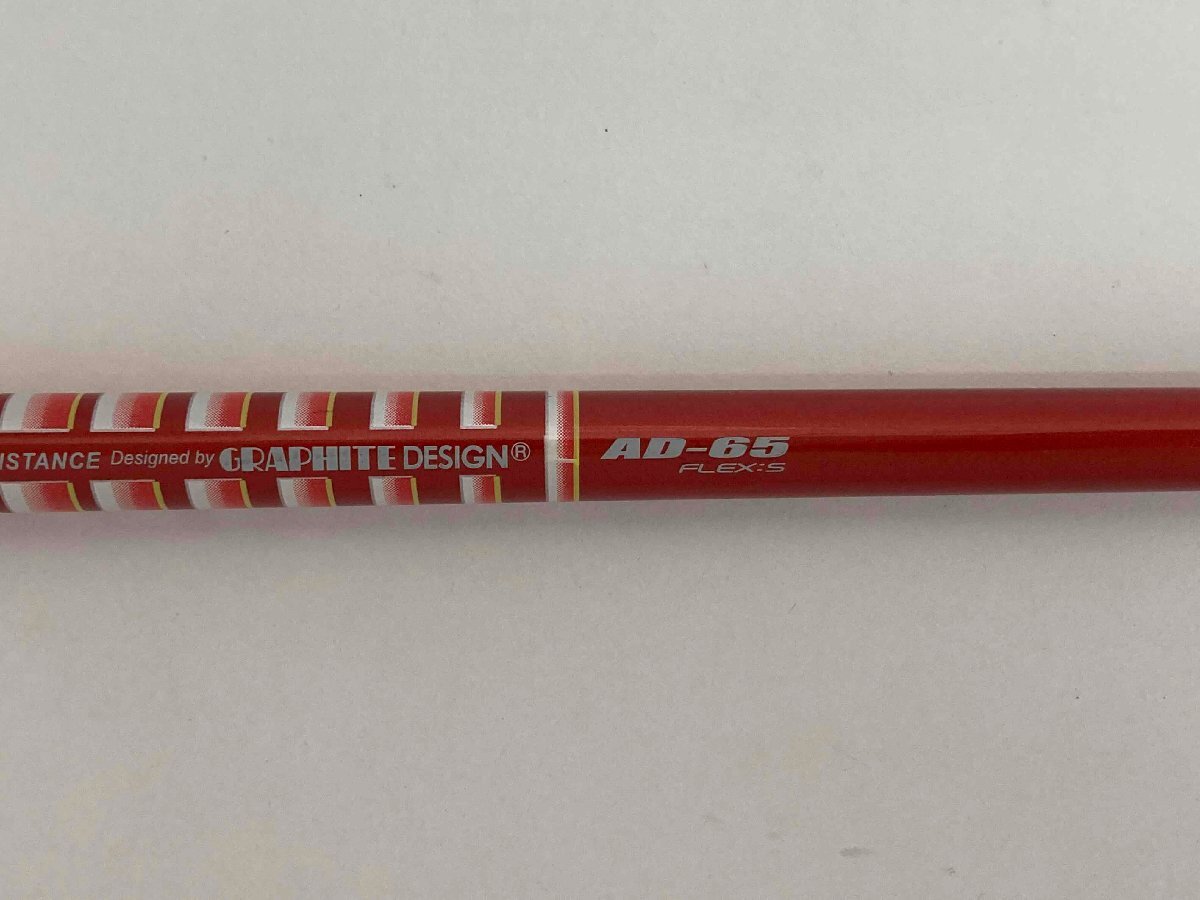 ISTANCE Designed by GRAPHITE DESIGN®
AD-65
FLEX:S